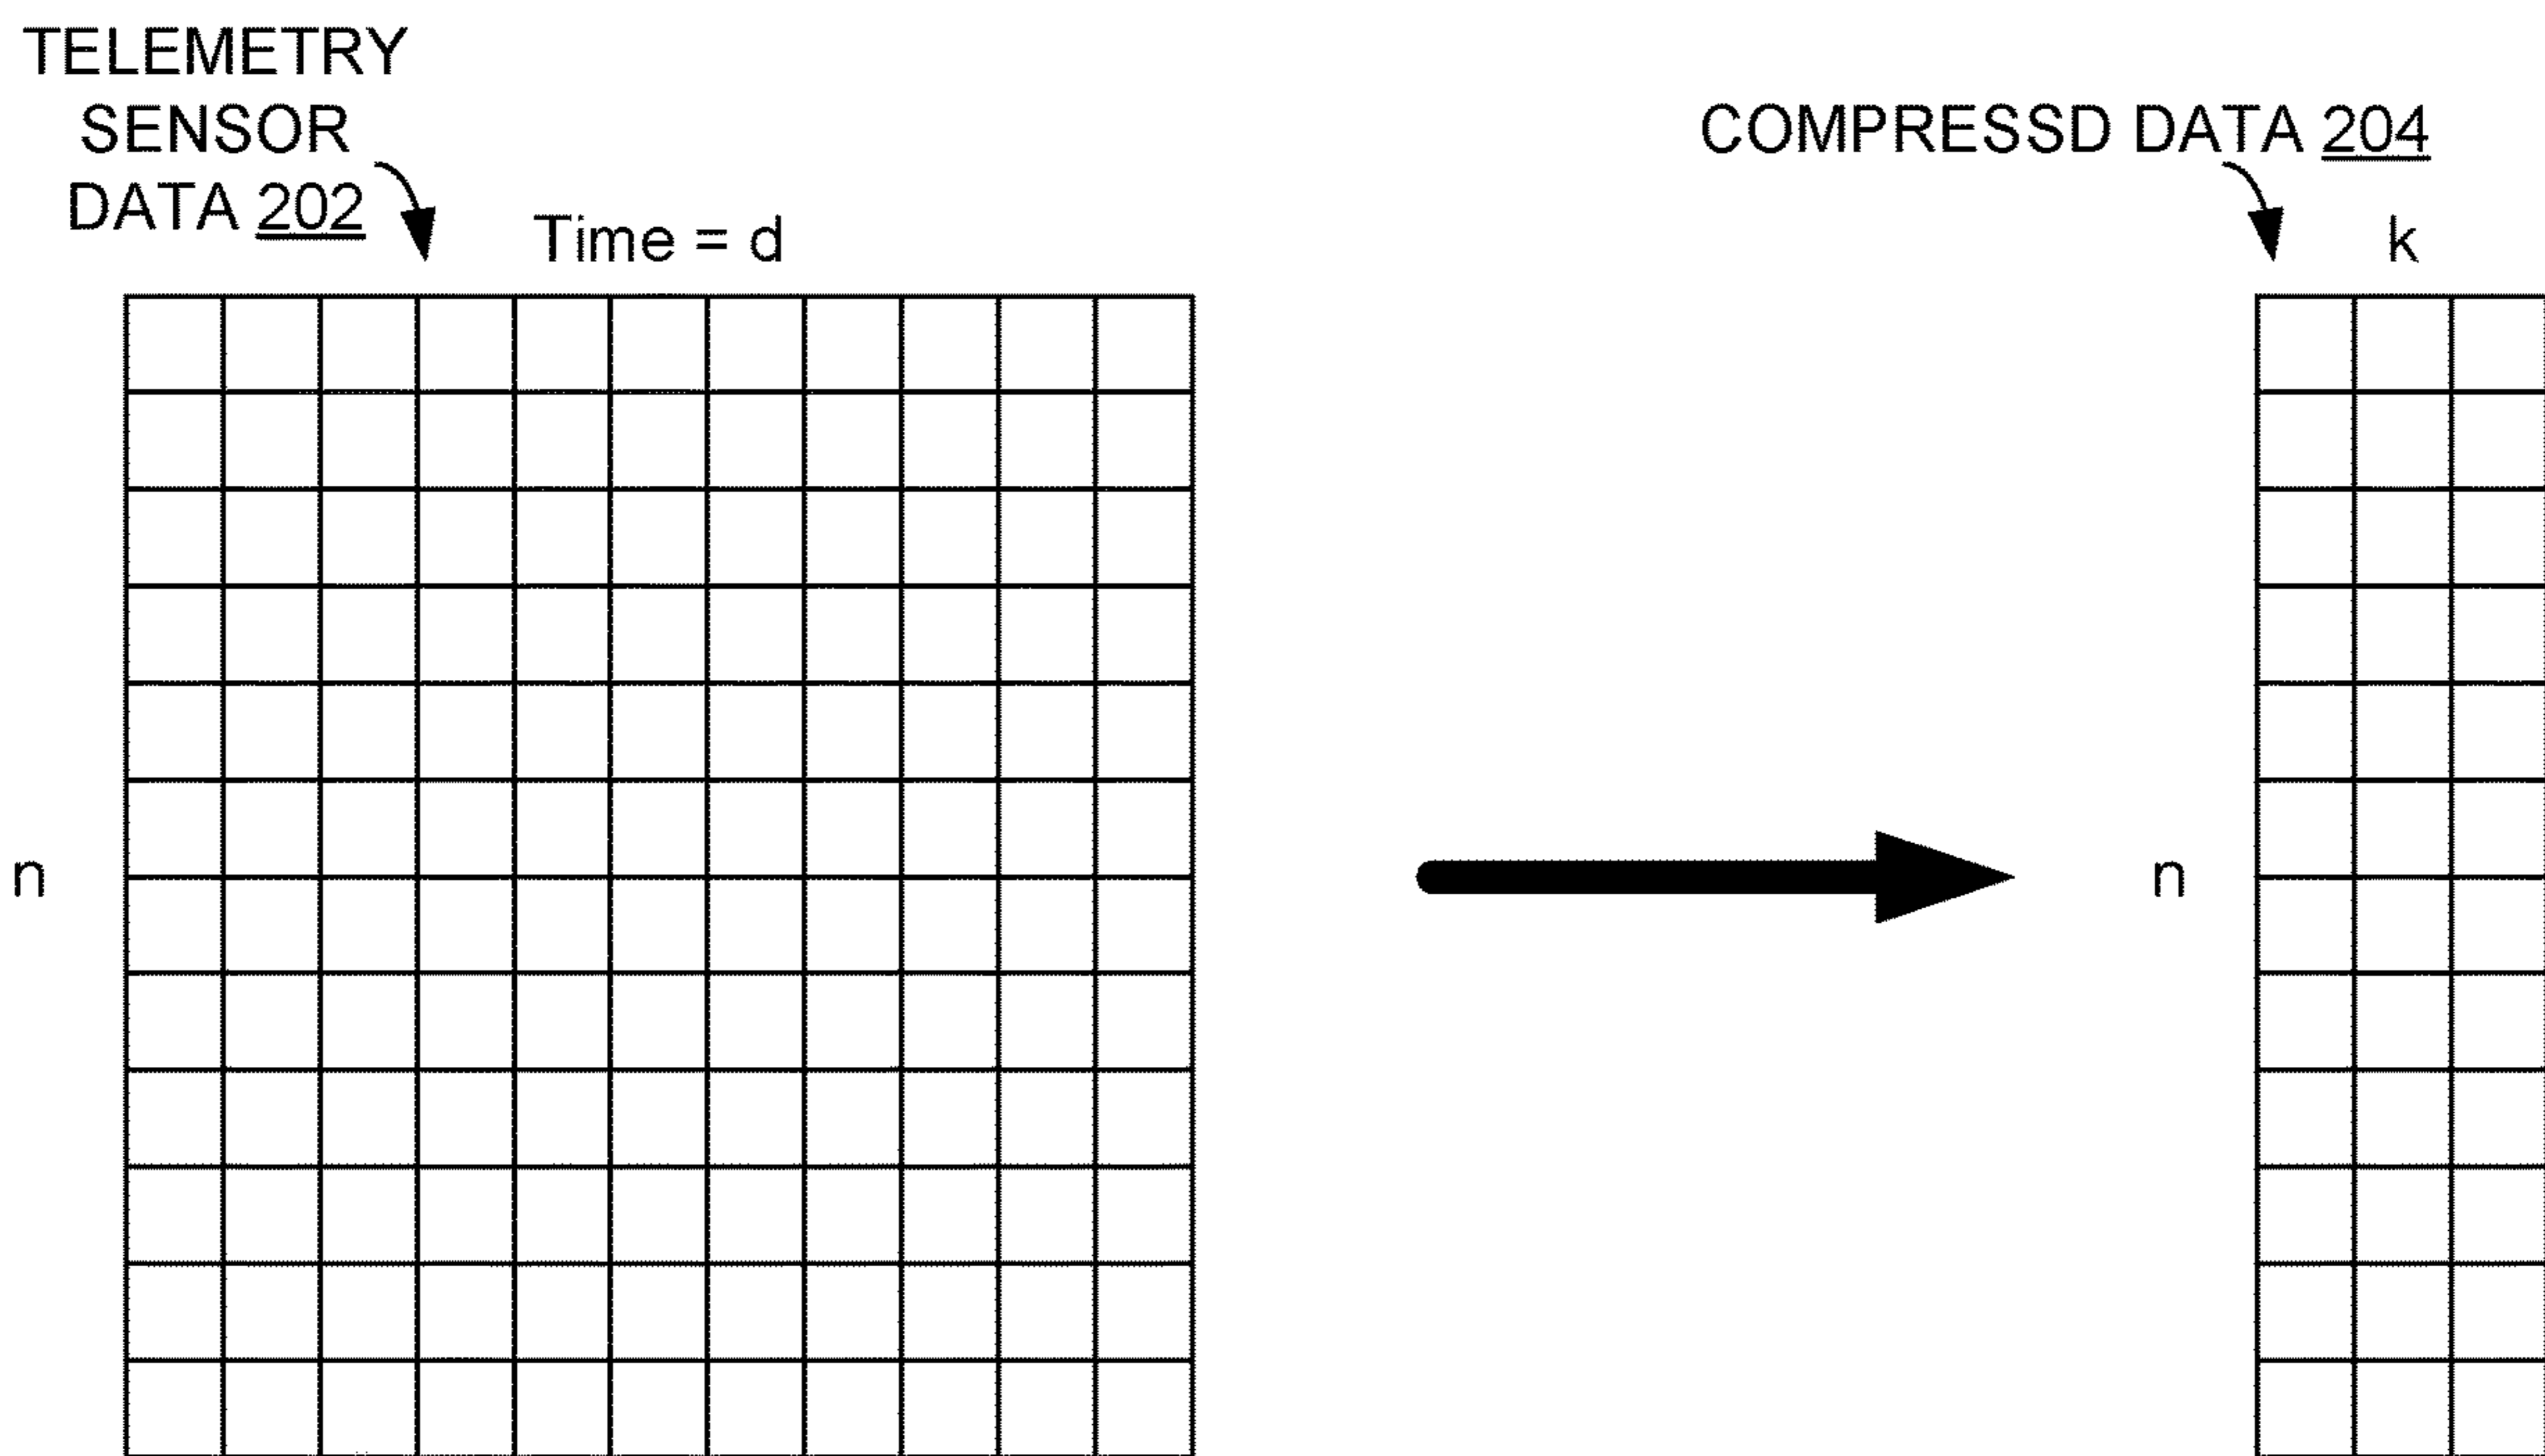 TELEMETRY
SENSOR
DATA 202
Time = d
n
COMPRESSD DATA 204
k
n